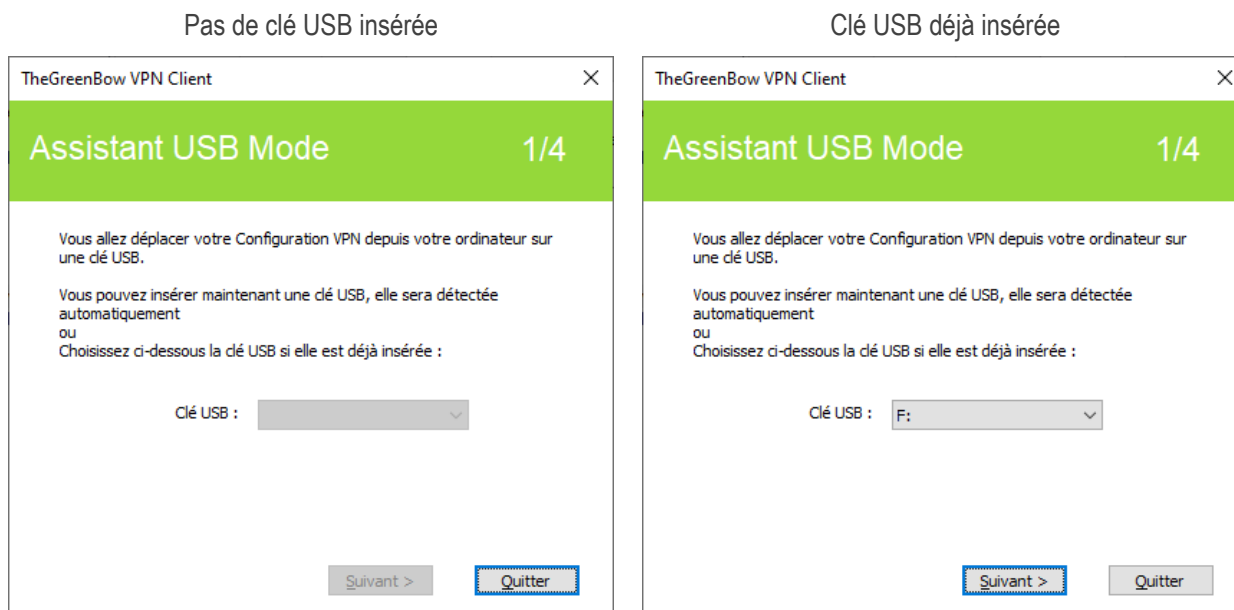 Pas de clé USB insérée
TheGreenBow VPN Client
Assistant USB Mode 1/4
Vous allez déplacer votre Configuration VPN depuis votre ordinateur sur
une clé USB.
Vous pouvez insérer maintenant une clé USB, elle sera détectée
automatiquement
ou
Choisissez ci-dessous la clé USB si elle est déjà insérée :
Clé USB :
Suivant > Quitter
Clé USB déjà insérée
TheGreenBow VPN Client
Assistant USB Mode 1/4
Vous allez déplacer votre Configuration VPN depuis votre ordinateur sur
une clé USB.
Vous pouvez insérer maintenant une clé USB, elle sera détectée
automatiquement
ou
Choisissez ci-dessous la clé USB si elle est déjà insérée :
Clé USB : F:
Suivant > Quitter